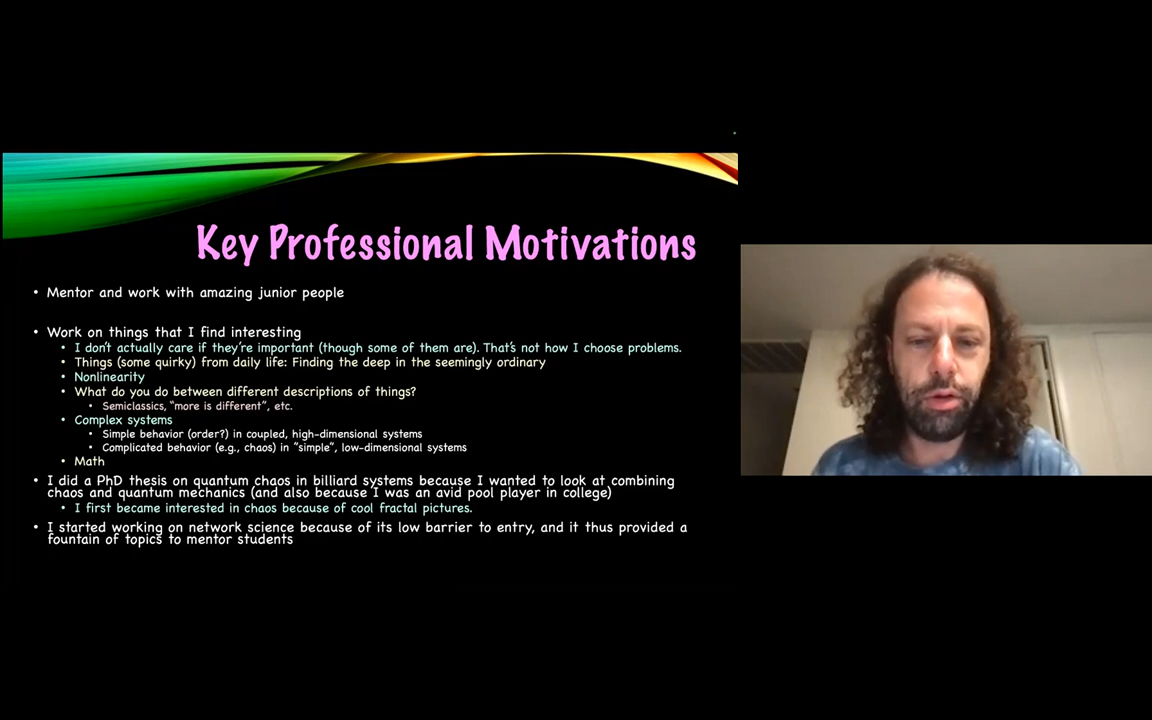 Key Professional Motivations
• Mentor and work with amazing junior people
• Work on things that I find interesting
• I don't actually care if they're important (though some of them are). That's not how I choose problems.
• Things (some quirky) from daily life: Finding the deep in the seemingly ordinary
• Nonlinearity
• What do you do between different descriptions of things?
• Semiclassics, "more is different", etc.
• Complex systems
• Simple behavior (order?) in coupled, high-dimensional systems
• Complicated behavior (e.g., chaos) in "simple", low-dimensional systems
• Math
• I did a PhD thesis on quantum chaos in billiard systems because I wanted to look at combining
chaos and quantum mechanics (and also because I was an avid pool player in college)
• I first became interested in chaos because of cool fractal pictures.
• I started working on network science because of its low barrier to entry, and it thus provided a
fountain of topics to mentor students